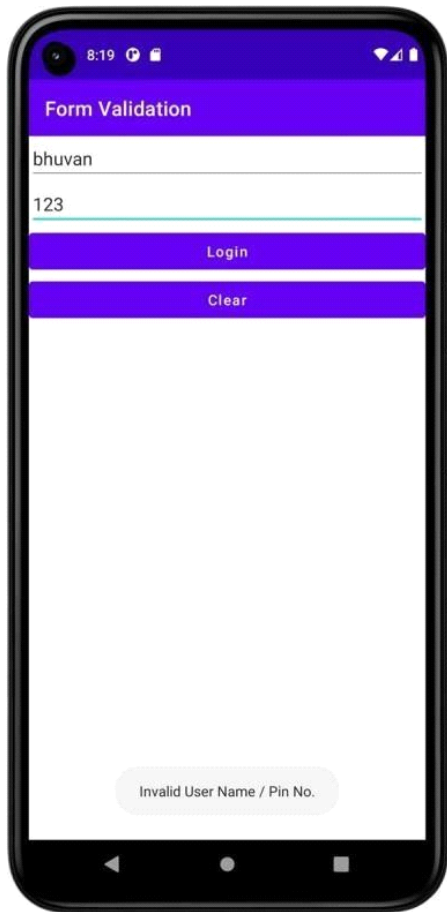 8:19
Form Validation
bhuvan
123
Login
Clear
Invalid User Name / Pin No.